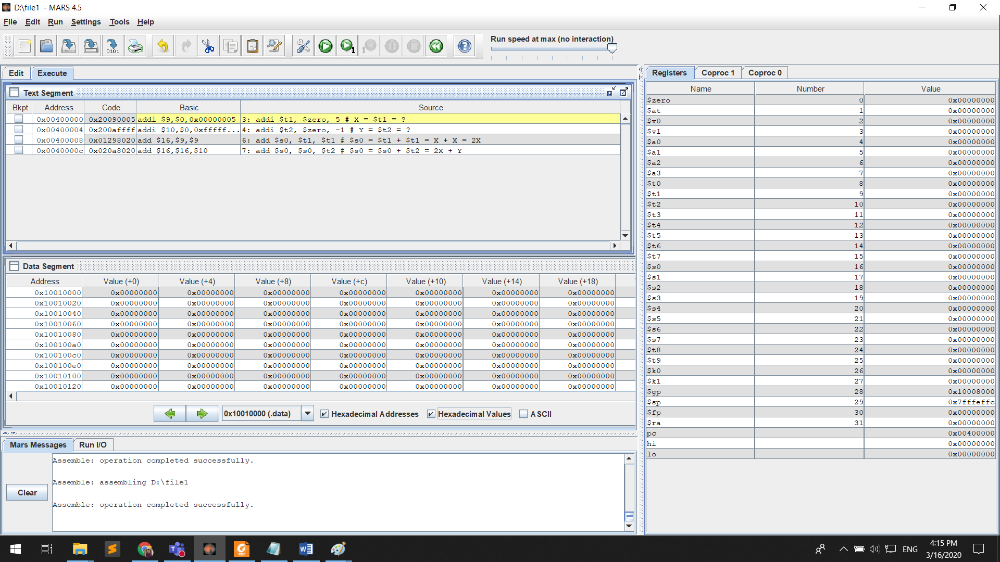 D:\file1 - MARS 4.5
File Edit Run Settings Tools Help
Run speed at max (no interaction)
Edit Execute
Text Segment
Bkpt Address Code Basic Source
0x00400000 0x20090005 addi $9,$0,0x00000005 3: addi $t1, $zero, 5 # X = $t1 = ?
0x00400004 0x200affff addi $10,$0,0xfffff... 4: addi $t2, $zero, -1 # Y = $t2 = ?
0x00400008 0x01298020 add $16,$9,$9 6: add $s0, $t1, $t1 # $s0 = $t1 + $t1 = X + X = 2X
0x0040000c 0x020a8020 add $16,$16,$10 7: add $s0, $s0, $t2 # $s0 = $s0 + $t2 = 2X + Y
Data Segment
Address Value (+0) Value (+4) Value (+8) Value (+c) Value (+10) Value (+14) Value (+18)
0x10010000 0x00000000 0x00000000 0x00000000 0x00000000 0x00000000 0x00000000 0x00000000
0x10010020 0x00000000 0x00000000 0x00000000 0x00000000 0x00000000 0x00000000 0x00000000
0x10010040 0x00000000 0x00000000 0x00000000 0x00000000 0x00000000 0x00000000 0x00000000
0x10010060 0x00000000 0x00000000 0x00000000 0x00000000 0x00000000 0x00000000 0x00000000
0x10010080 0x00000000 0x00000000 0x00000000 0x00000000 0x00000000 0x00000000 0x00000000
0x100100a0 0x00000000 0x00000000 0x00000000 0x00000000 0x00000000 0x00000000 0x00000000
0x100100c0 0x00000000 0x00000000 0x00000000 0x00000000 0x00000000 0x00000000 0x00000000
0x100100e0 0x00000000 0x00000000 0x00000000 0x00000000 0x00000000 0x00000000 0x00000000
0x10010100 0x00000000 0x00000000 0x00000000 0x00000000 0x00000000 0x00000000 0x00000000
0x10010120 0x00000000 0x00000000 0x00000000 0x00000000 0x00000000 0x00000000 0x00000000
0x10010000 (.data) Hexadecimal Addresses Hexadecimal Values ASCII
Mars Messages Run I/O
Assemble: operation completed successfully.
Assemble: assembling D:\file1
Assemble: operation completed successfully.
Clear
Registers Coproc 1 Coproc 0
Name Number Value
$zero 0 0x00000000
$at 1 0x00000000
$v0 2 0x00000000
$v1 3 0x00000000
$a0 4 0x00000000
$a1 5 0x00000000
$a2 6 0x00000000
$a3 7 0x00000000
$t0 8 0x00000000
$t1 9 0x00000000
$t2 10 0x00000000
$t3 11 0x00000000
$t4 12 0x00000000
$t5 13 0x00000000
$t6 14 0x00000000
$t7 15 0x00000000
$s0 16 0x00000000
$s1 17 0x00000000
$s2 18 0x00000000
$s3 19 0x00000000
$s4 20 0x00000000
$s5 21 0x00000000
$s6 22 0x00000000
$s7 23 0x00000000
$t8 24 0x00000000
$t9 25 0x00000000
$k0 26 0x00000000
$k1 27 0x00000000
$gp 28 0x10008000
$sp 29 0x7fffeffc
$fp 30 0x00000000
$ra 31 0x00000000
pc 0x00400000
hi 0x00000000
lo 0x00000000
ENG
4:15 PM
3/16/2020